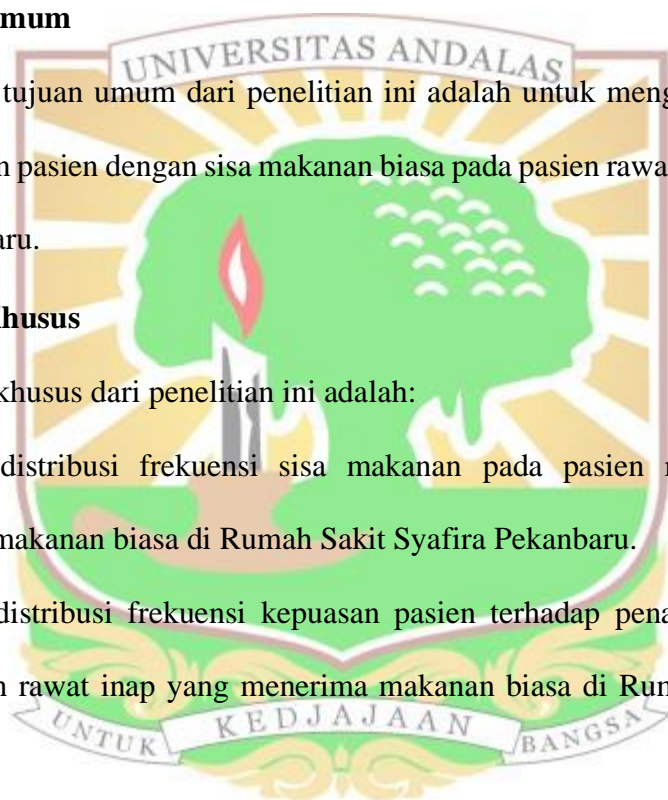 mum
UNIVERSITAS ANDALAS
tujuan umum dari penelitian ini adalah untuk meng
n pasien dengan sisa makanan biasa pada pasien rawa
aru.
husus
khusus dari penelitian ini adalah:
distribusi frekuensi sisa makanan pada pasien
makanan biasa di Rumah Sakit Syafira Pekanbaru.
distribusi frekuensi kepuasan pasien terhadap pena
n rawat inap yang menerima makanan biasa di Rum
UNTUK KEDJAJAAN BANGSA